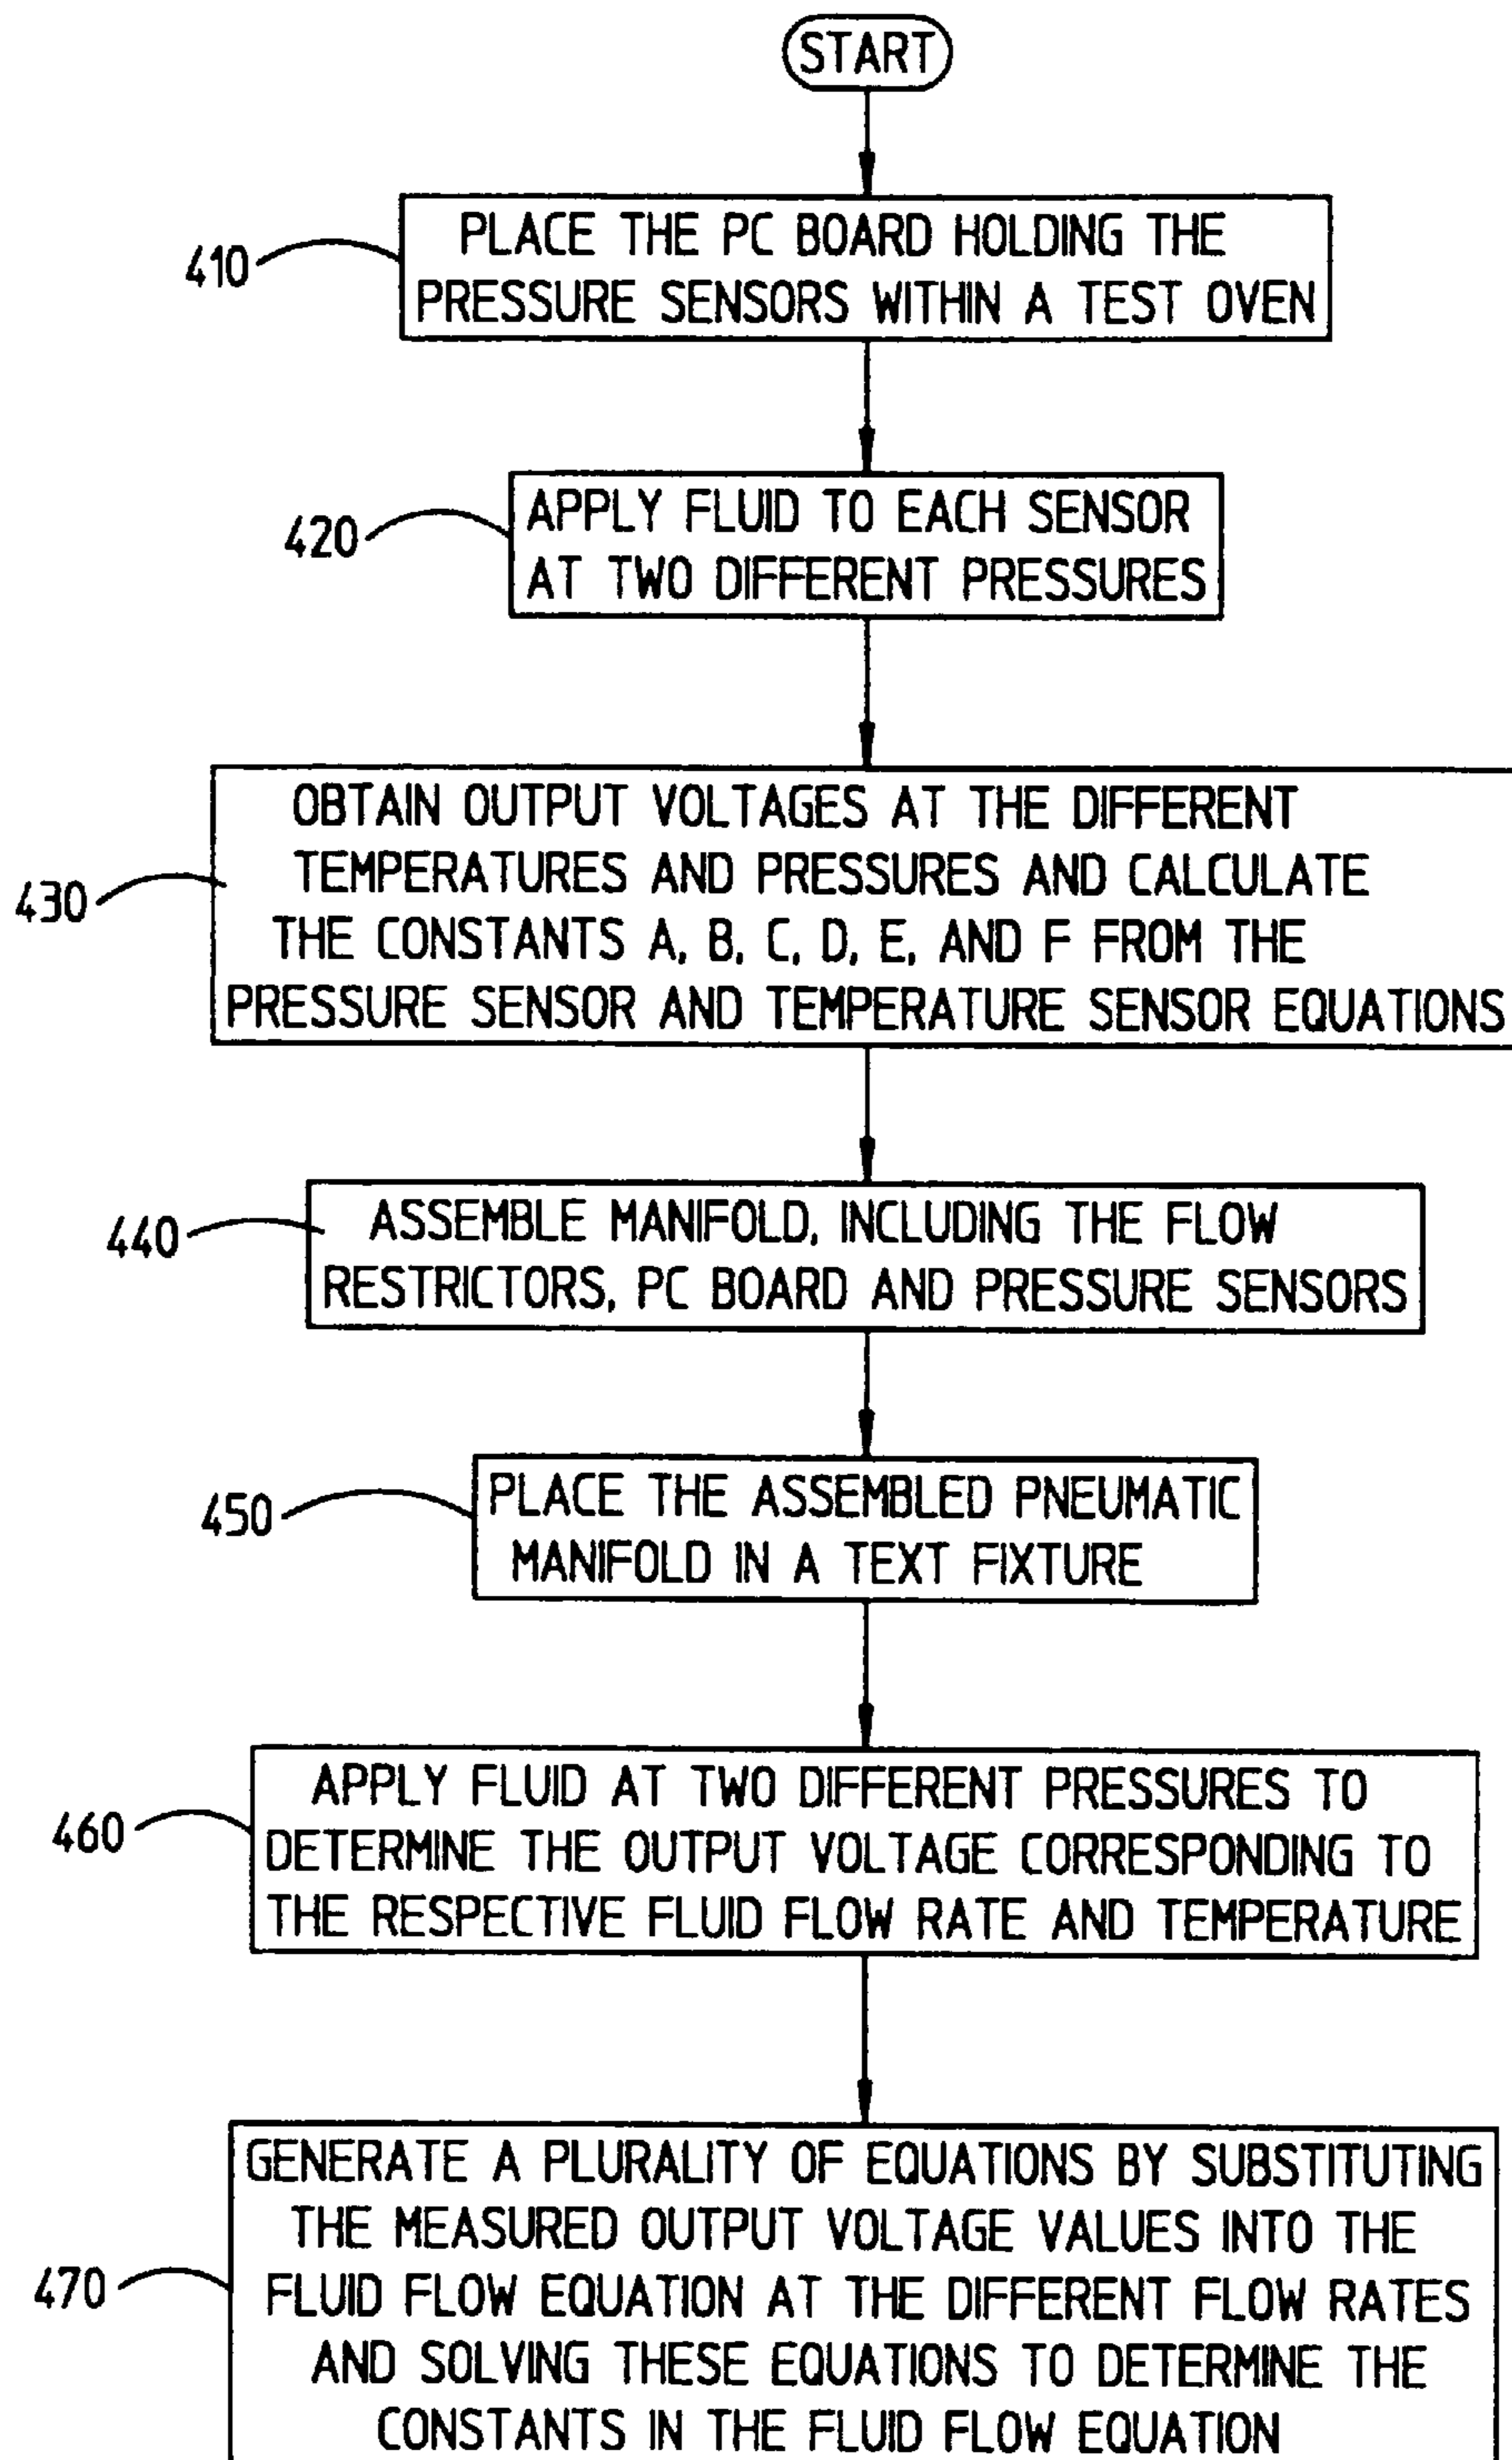 START
410
PLACE THE PC BOARD HOLDING THE
PRESSURE SENSORS WITHIN A TEST OVEN
420
APPLY FLUID TO EACH SENSOR
AT TWO DIFFERENT PRESSURES
430
OBTAIN OUTPUT VOLTAGES AT THE DIFFERENT
TEMPERATURES AND PRESSURES AND CALCULATE
THE CONSTANTS A, B, C, D, E, AND F FROM THE
PRESSURE SENSOR AND TEMPERATURE SENSOR EQUATIONS
440
ASSEMBLE MANIFOLD, INCLUDING THE FLOW
RESTRICTORS, PC BOARD AND PRESSURE SENSORS
450
PLACE THE ASSEMBLED PNEUMATIC
MANIFOLD IN A TEXT FIXTURE
460
APPLY FLUID AT TWO DIFFERENT PRESSURES TO
DETERMINE THE OUTPUT VOLTAGE CORRESPONDING TO
THE RESPECTIVE FLUID FLOW RATE AND TEMPERATURE
470
GENERATE A PLURALITY OF EQUATIONS BY SUBSTITUTING
THE MEASURED OUTPUT VOLTAGE VALUES INTO THE
FLUID FLOW EQUATION AT THE DIFFERENT FLOW RATES
AND SOLVING THESE EQUATIONS TO DETERMINE THE
CONSTANTS IN THE FLUID FLOW EQUATION